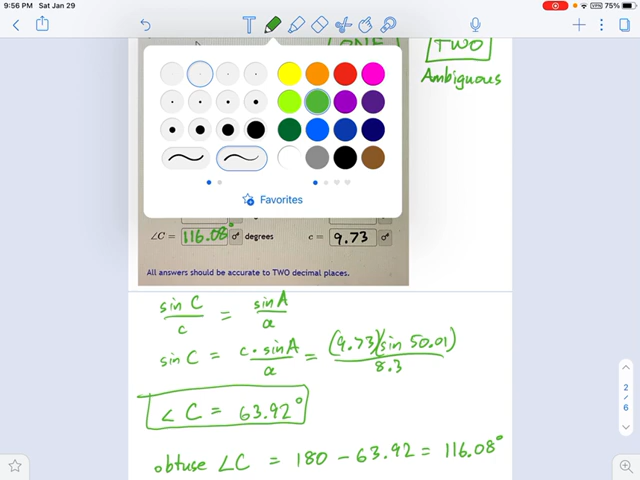 9:56 PM Sat Jan 29
75%
ONE
TWO
Ambiguous
Favorites
∠C = 116.08° degrees c = 9.73
All answers should be accurate to TWO decimal places.
sin C / c = sin A / a
sin C = c · sin A / a = (9.73)(sin 50.01) / 8.3
∠ C = 63.92°
obtuse ∠C = 180 - 63.92 = 116.08°
2
/
6